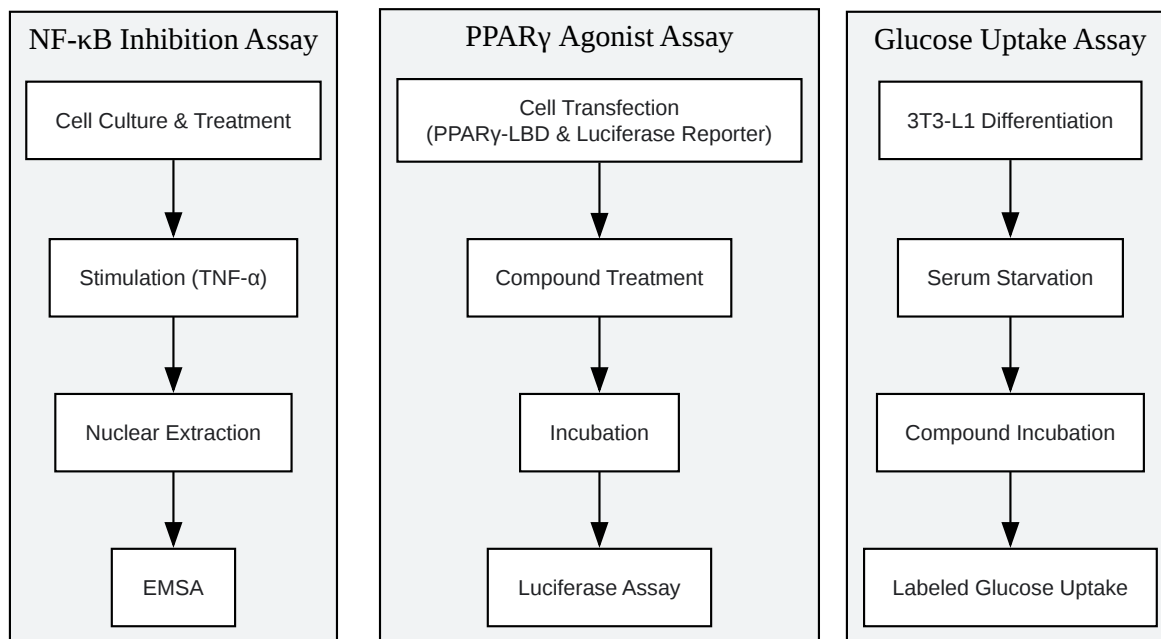 NF-κB Inhibition Assay
Cell Culture & Treatment
Stimulation (TNF-α)
Nuclear Extraction
EMSA
PPARγ Agonist Assay
Cell Transfection
(PPARγ-LBD & Luciferase Reporter)
Compound Treatment
Incubation
Luciferase Assay
Glucose Uptake Assay
3T3-L1 Differentiation
Serum Starvation
Compound Incubation
Labeled Glucose Uptake